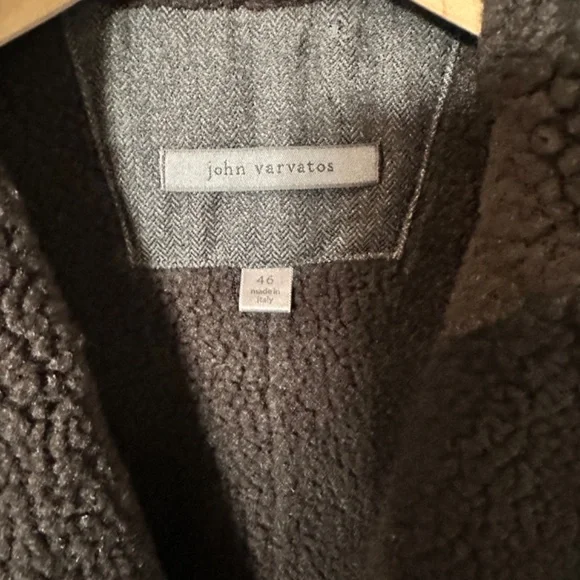 john varvatos
46
made in
italy